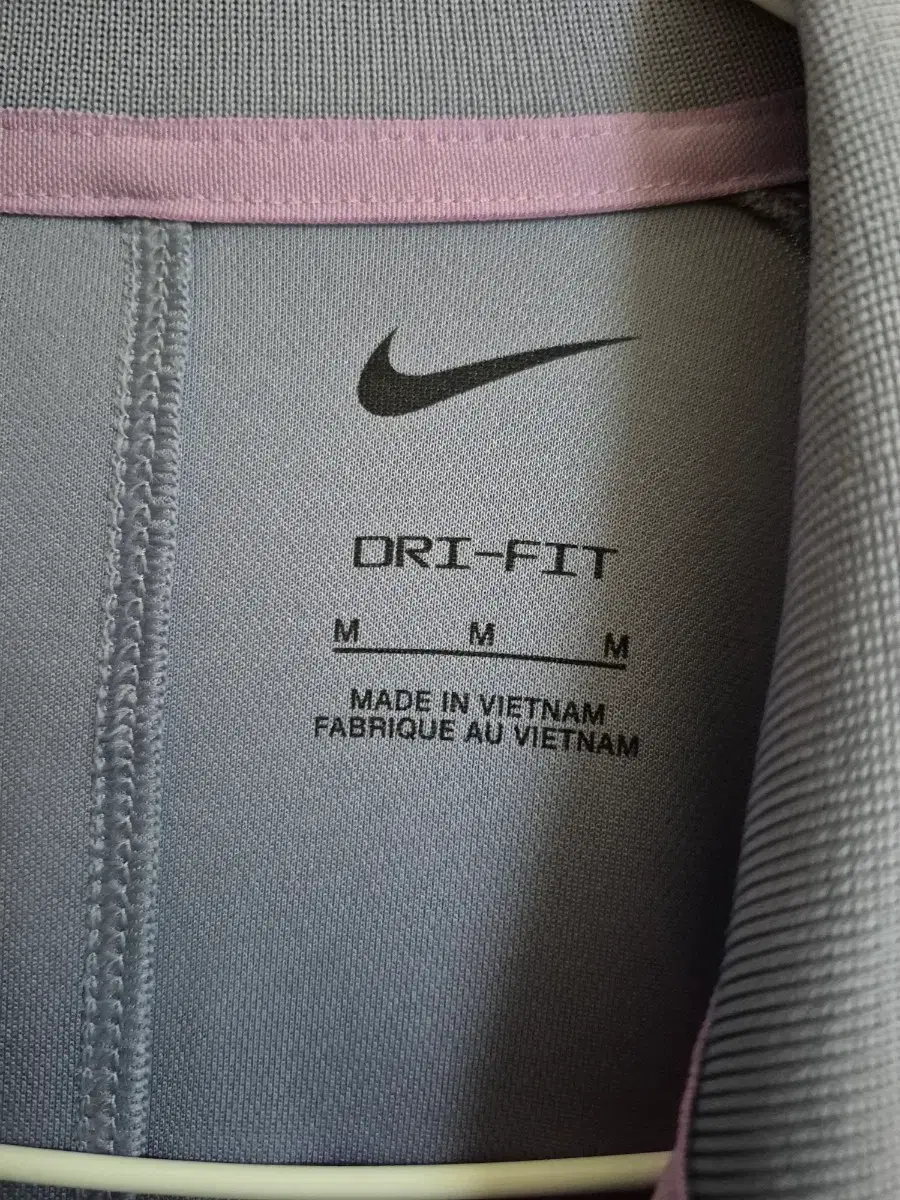 DRI-FIT
M M M
MADE IN VIETNAM
FABRIQUE AU VIETNAM